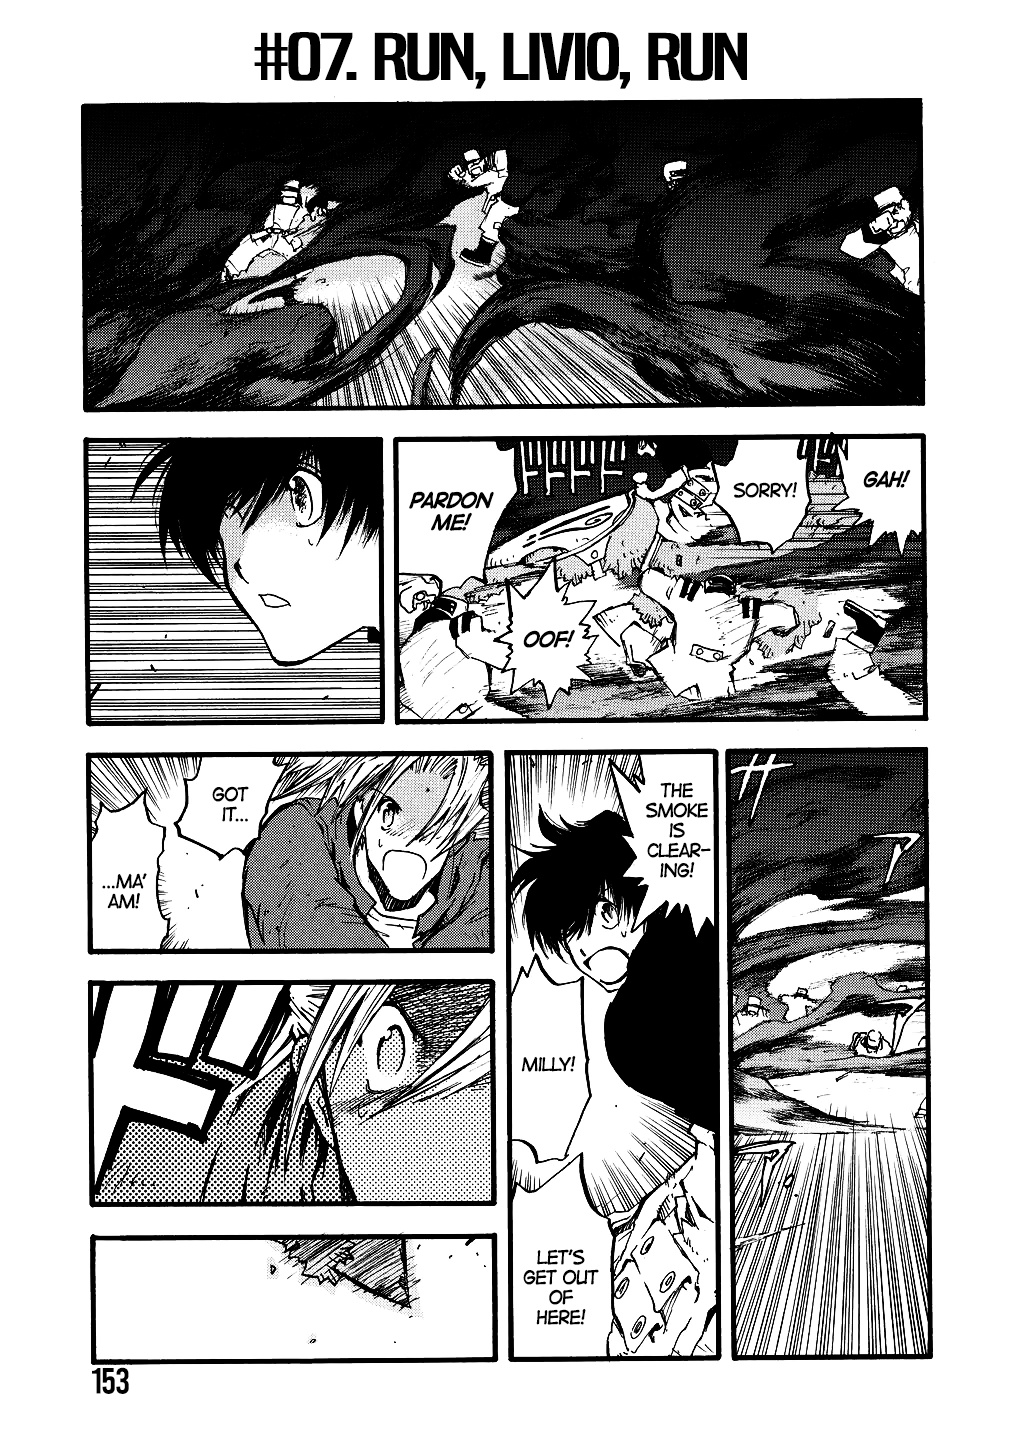 #07. RUN, LIVIO, RUN
GAH!
SORRY!
PARDON
ME!
OOF!
THE
SMOKE
IS
CLEAR-
ING!
MILLY!
LET'S
GET OUT
OF
HERE!
GOT
IT...
...MA'
AM!
153